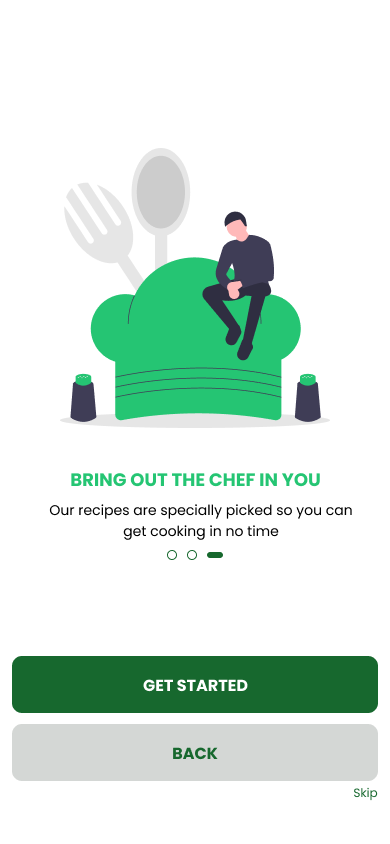 BRING OUT THE CHEF IN YOU
Our recipes are specially picked so you can
get cooking in no time
GET STARTED
BACK
Skip